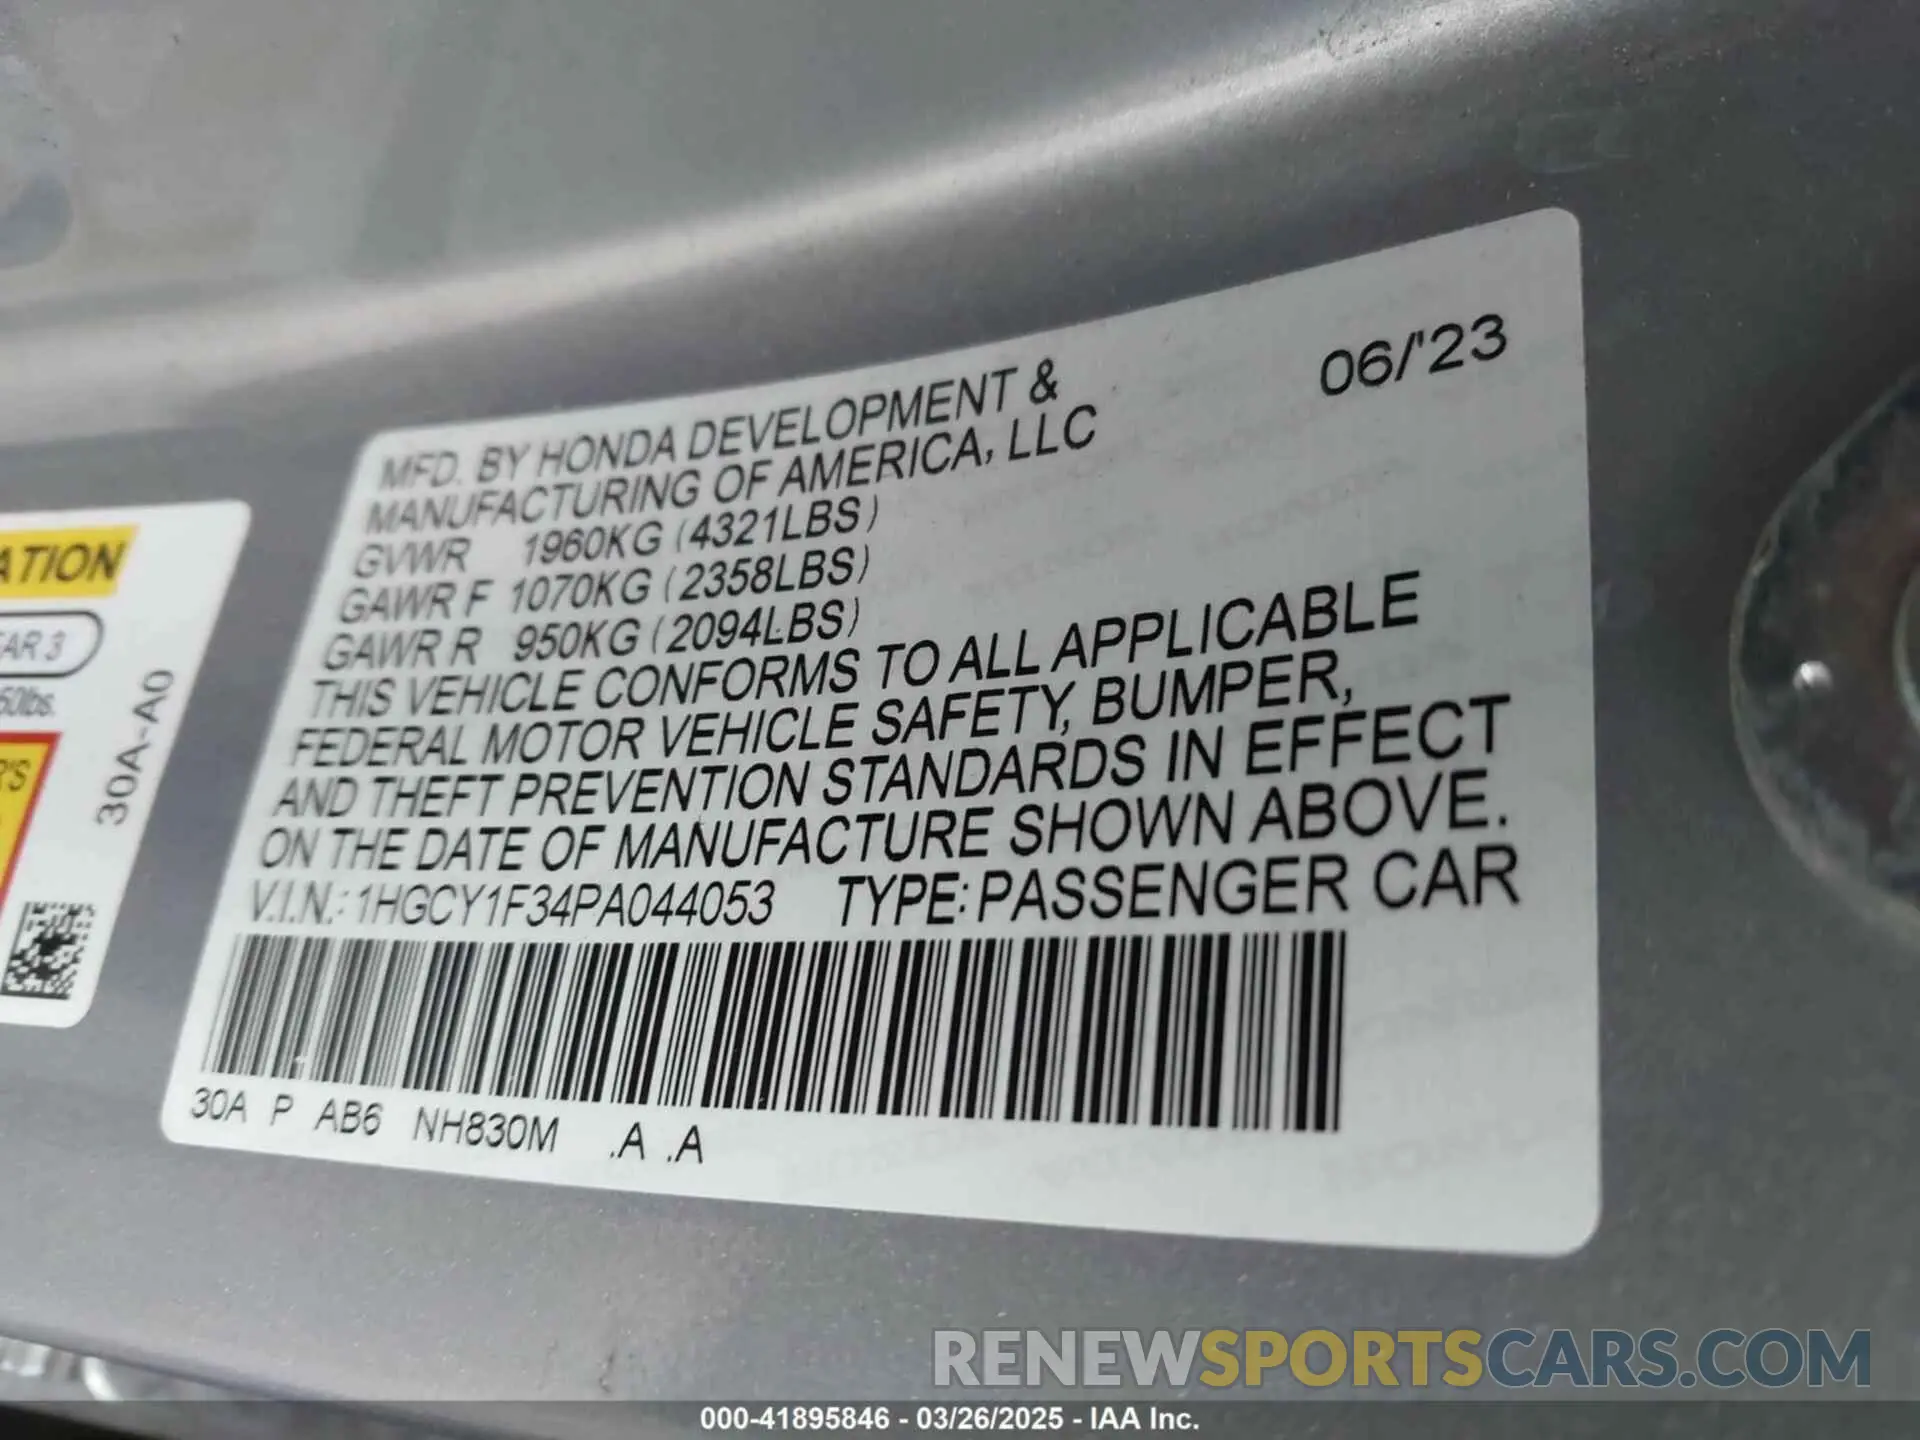 06/'23
MFD. BY HONDA DEVELOPMENT &
MANUFACTURING OF AMERICA, LLC
GVWR 1960KG (4321LBS)
GAWR F 1070KG (2358LBS)
GAWR R 950KG (2094LBS)
THIS VEHICLE CONFORMS TO ALL APPLICABLE
FEDERAL MOTOR VEHICLE SAFETY, BUMPER,
AND THEFT PREVENTION STANDARDS IN EFFECT
ON THE DATE OF MANUFACTURE SHOWN ABOVE.
V.I.N.: 1HGCY1F34PA044053 TYPE: PASSENGER CAR
30A P AB6 NH830M .A .A
ATION
AR 3
50lbs.
R'S
30A-A0
RENEWSPORTSCARS.COM
000-41895846 - 03/26/2025 - IAA Inc.